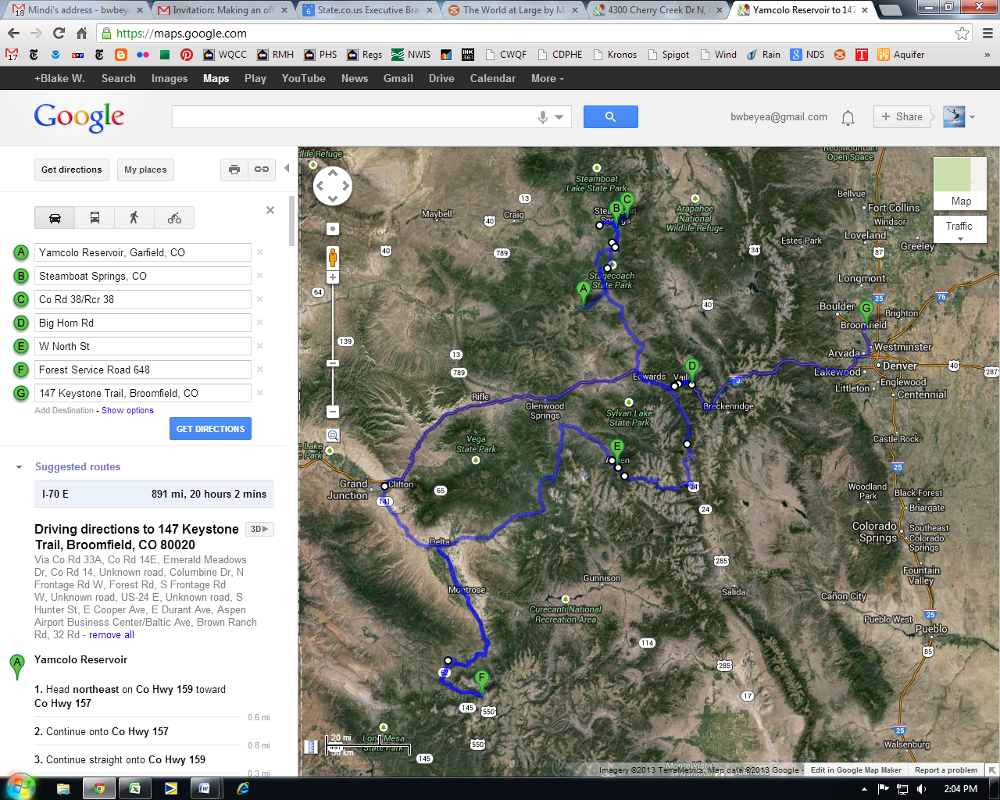 Mindi's address - bwbeye
Invitation: Making an off
State.co.us Executive Bra
The World at Large by M
4300 Cherry Creek Dr N,
Yamcolo Reservoir to 147
https://maps.google.com
WQCC RMH PHS Regs NWIS INK 361 CWQF CDPHE Kronos Spigot Wind Rain NDS Aquifer »
+Blake W. Search Images Maps Play YouTube News Gmail Drive Calendar More
Google
bwbeyea@gmail.com
+ Share
Get directions
My places
A Yamcolo Reservoir, Garfield, CO
B Steamboat Springs, CO
C Co Rd 38/Rcr 38
D Big Horn Rd
E W North St
F Forest Service Road 648
G 147 Keystone Trail, Broomfield, CO
Add Destination - Show options
GET DIRECTIONS
Suggested routes
I-70 E 891 mi, 20 hours 2 mins
Driving directions to 147 Keystone
Trail, Broomfield, CO 80020
3D
Via Co Rd 33A, Co Rd 14E, Emerald Meadows
Dr, Co Rd 14, Unknown road, Columbine Dr, N
Frontage Rd W, Forest Rd, S Frontage Rd
W, Unknown road, US-24 E, Unknown road, S
Hunter St, E Cooper Ave, E Durant Ave, Aspen
Airport Business Center/Baltic Ave, Brown Ranch
Rd, 32 Rd - remove all
A Yamcolo Reservoir
1. Head northeast on Co Hwy 159 toward
Co Hwy 157
0.6 mi
2. Continue onto Co Hwy 157
0.8 mi
3. Continue straight onto Co Hwy 159
0.3 mi
dlife Refuge
Steamboat
Lake State Park
Red Mountain
Open Space
Map
Traffic
Maybell
Craig
Arapahoe
National
Wildlife Refuge
Bellvue
Fort Collins
Windsor
Loveland
Greeley
Estes Park
Longmont
Stagecoach
State Park
Boulder
Brighton
Broomfield
Westminster
Arvada
Denver
Lakewood
Englewood
Littleton
Centennial
Edwards
Vail
Breckenridge
Rifle
Glenwood
Springs
Sylvan Lake
State Park
Vega
State Park
Castle Rock
Grand
Junction
Clifton
Woodland
Park
Black Forest
Briargate
Colorado
Springs
Southeast
Colorado
Springs
Delta
Montrose
Gunnison
Salida
Fountain
Valley
Cañon City
Curecanti National
Recreation Area
Pueblo West
Pueblo
Lone Mesa
State Park
Walsenburg
20 mi
Imagery ©2013 TerraMetrics, Map data ©2013 Google - Edit in Google Map Maker Report a problem
2:04 PM